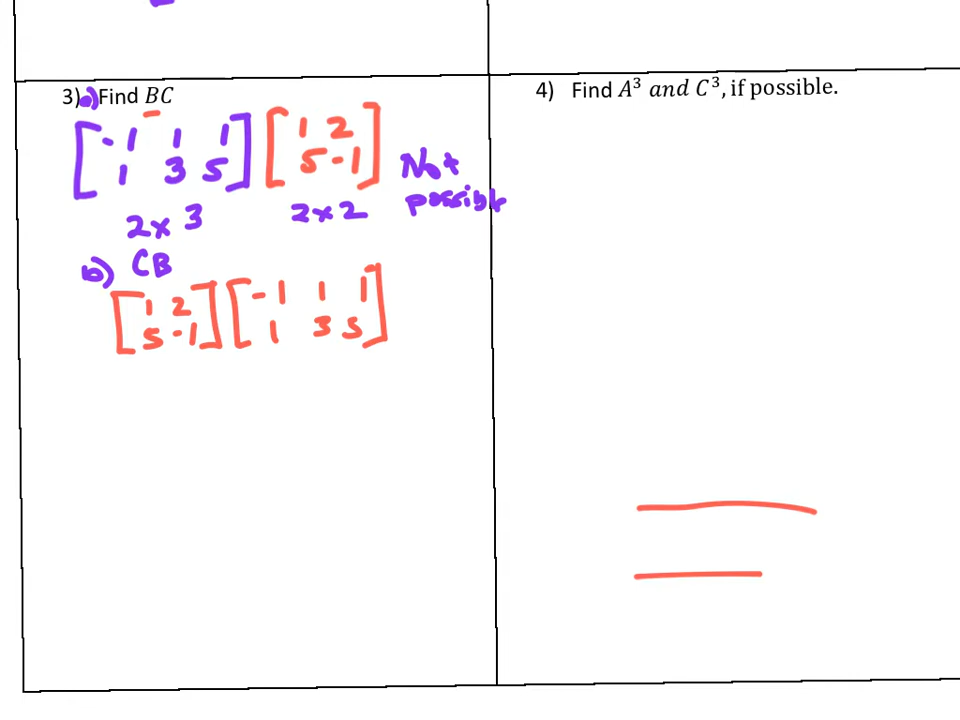 3) a) Find BC
[-1 1 1] [1 2]
[1 3 5] [5 -1] Not
possible
2x3 2x2
b) CB
[1 2] [-1 1 1]
[5 -1] [1 3 5]
4) Find A³ and C³, if possible.